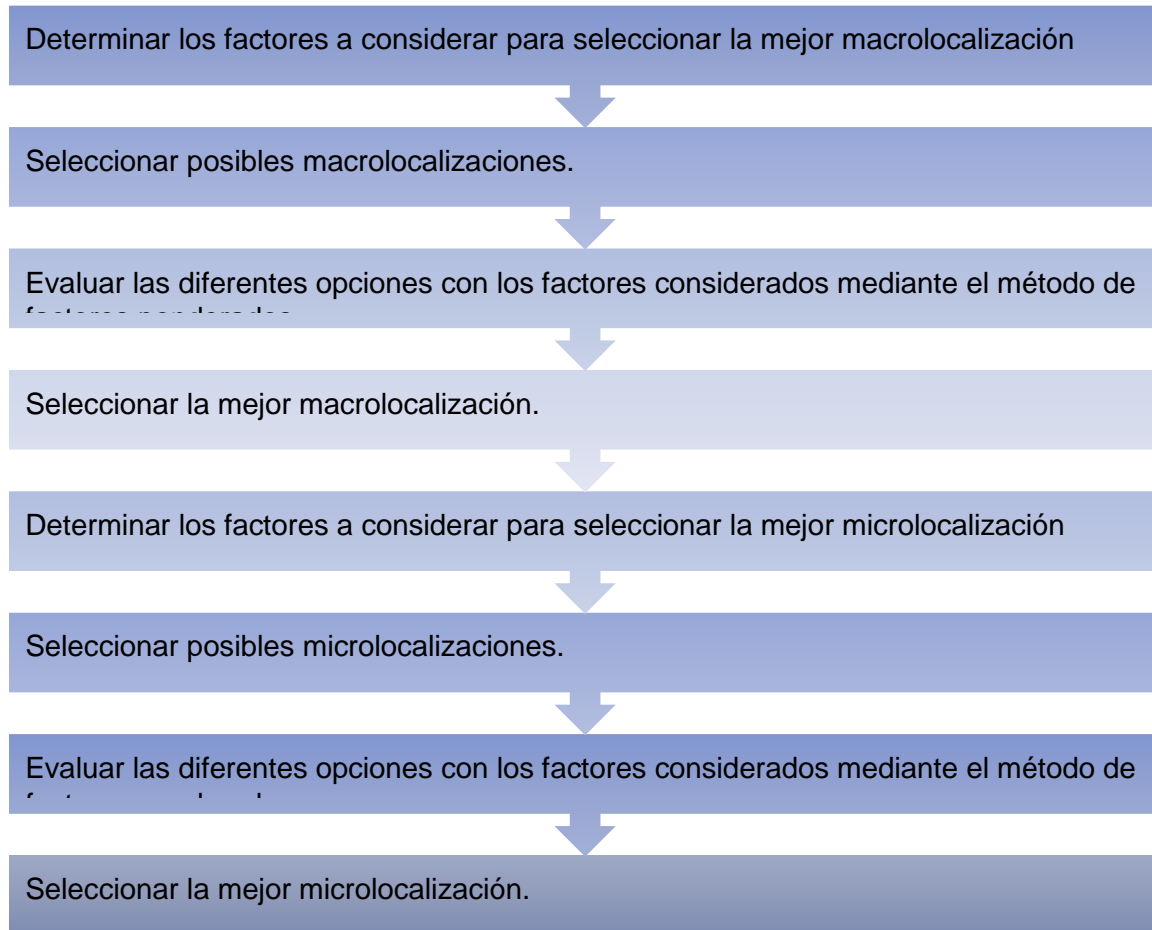 Determinar los factores a considerar para seleccionar la mejor macrolocalización
Seleccionar posibles macrolocalizaciones.
Evaluar las diferentes opciones con los factores considerados mediante el método de
Seleccionar la mejor macrolocalización.
Determinar los factores a considerar para seleccionar la mejor microlocalización
Seleccionar posibles microlocalizaciones.
Evaluar las diferentes opciones con los factores considerados mediante el método de
Seleccionar la mejor microlocalización.